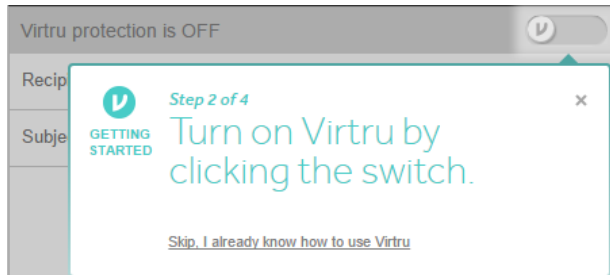 Virtru protection is OFF
Recip
Step 2 of 4
Subje
GETTING
STARTED
Turn on Virtru by
clicking the switch.
Skip, I already know how to use Virtru